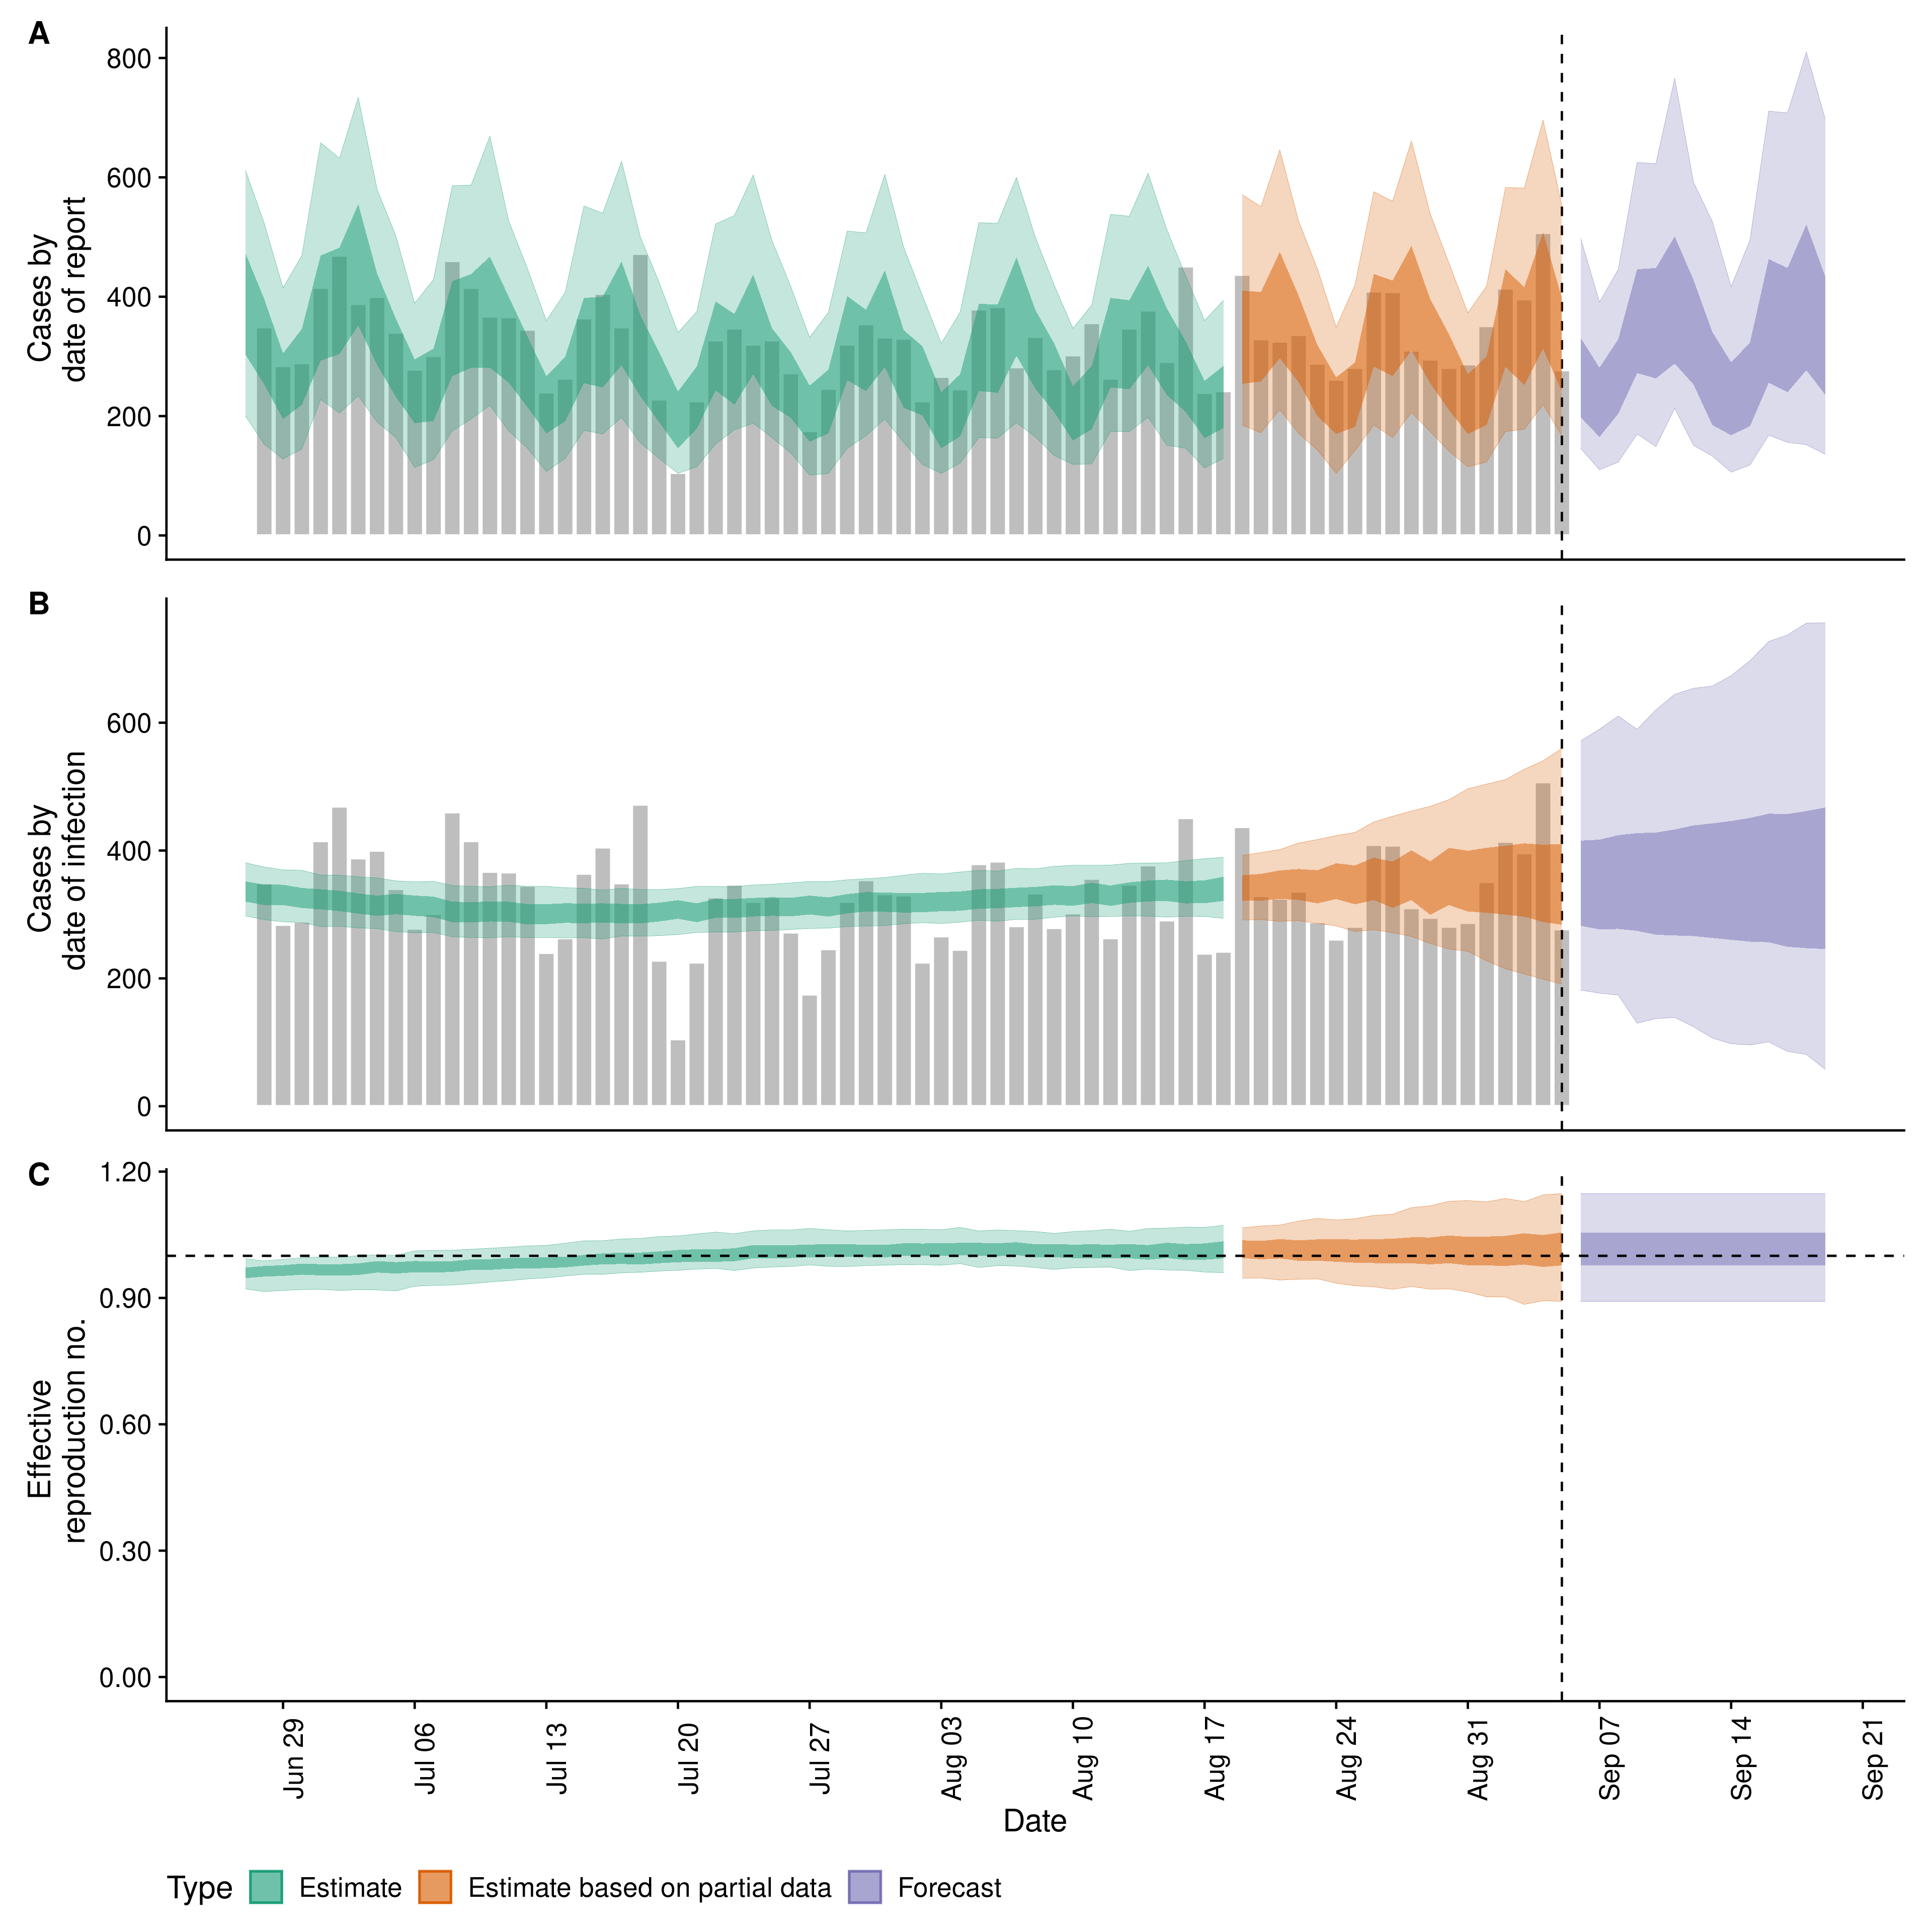 A
Cases by
date of report
800
600
400
200
0
B
Cases by
date of infection
600
400
200
0
C
Effective
reproduction no.
1.20
0.90
0.60
0.30
0.00
Jun 29
Jul 06
Jul 13
Jul 20
Jul 27
Aug 03
Aug 10
Aug 17
Aug 24
Aug 31
Sep 07
Sep 14
Sep 21
Date
Type Estimate Estimate based on partial data Forecast